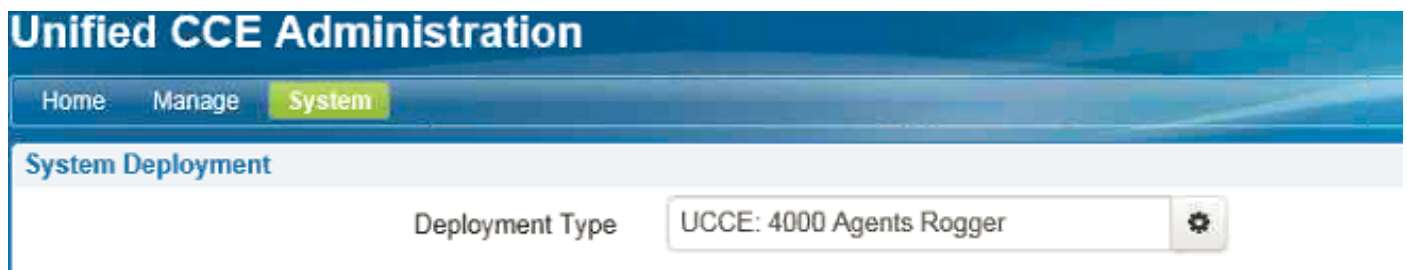 Unified CCE Administration
Home Manage System
System Deployment
Deployment Type UCCE: 4000 Agents Rogger